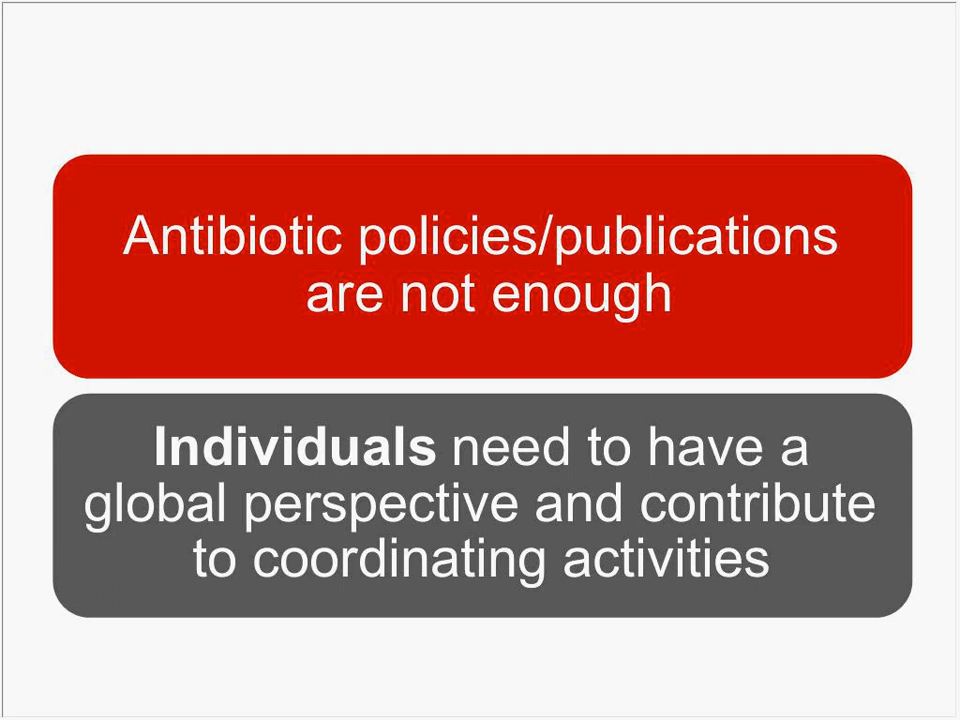 Antibiotic policies/publications
are not enough
Individuals need to have a
global perspective and contribute
to coordinating activities